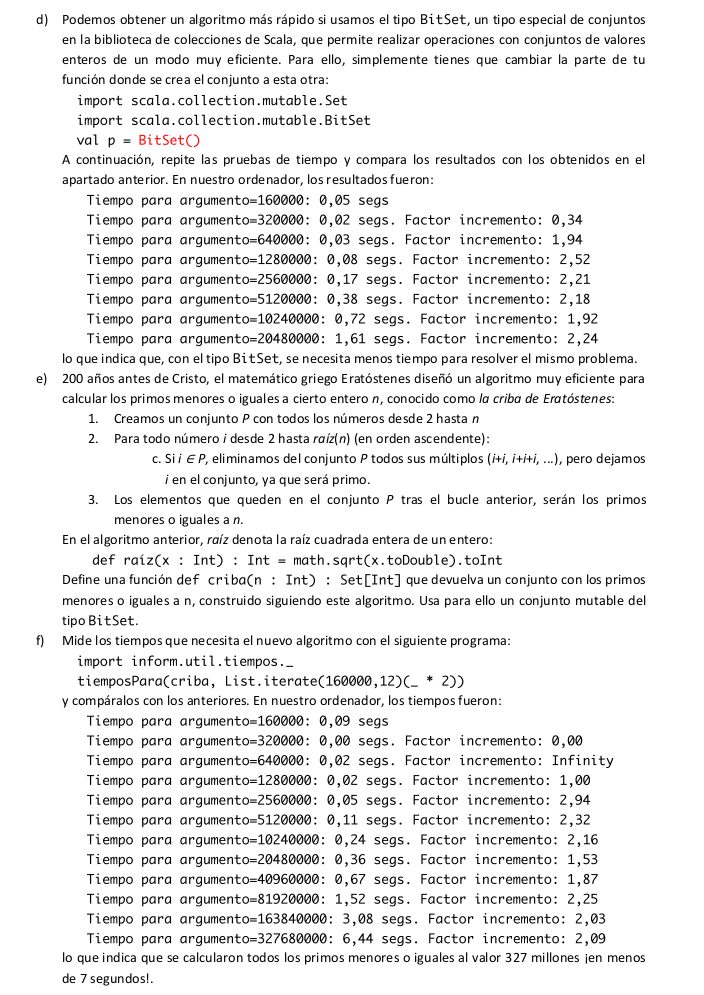 d) Podemos obtener un algoritmo más rápido si usamos el tipo BitSet, un tipo especial de conjuntos
en la biblioteca de colecciones de Scala, que permite realizar operaciones con conjuntos de valores
enteros de un modo muy eficiente. Para ello, simplemente tienes que cambiar la parte de tu
función donde se crea el conjunto a esta otra:
import scala.collection.mutable.Set
import scala.collection.mutable.BitSet
val p = BitSet()
A continuación, repite las pruebas de tiempo y compara los resultados con los obtenidos en el
apartado anterior. En nuestro ordenador, los resultados fueron:
Tiempo para argumento=160000: 0,05 segs
Tiempo para argumento=320000: 0,02 segs. Factor incremento: 0,34
Tiempo para argumento=640000: 0,03 segs. Factor incremento: 1,94
Tiempo para argumento=1280000: 0,08 segs. Factor incremento: 2,52
Tiempo para argumento=2560000: 0,17 segs. Factor incremento: 2,21
Tiempo para argumento=5120000: 0,38 segs. Factor incremento: 2,18
Tiempo para argumento=10240000: 0,72 segs. Factor incremento: 1,92
Tiempo para argumento=20480000: 1,61 segs. Factor incremento: 2,24
lo que indica que, con el tipo BitSet, se necesita menos tiempo para resolver el mismo problema.
e) 200 años antes de Cristo, el matemático griego Eratóstenes diseñó un algoritmo muy eficiente para
calcular los primos menores o iguales a cierto entero n, conocido como la criba de Eratóstenes:
1. Creamos un conjunto P con todos los números desde 2 hasta n
2. Para todo número i desde 2 hasta raíz(n) (en orden ascendente):
c. Si i ∈ P, eliminamos del conjunto P todos sus múltiplos (i+i, i+i+i, ...), pero dejamos
i en el conjunto, ya que será primo.
3. Los elementos que queden en el conjunto P tras el bucle anterior, serán los primos
menores o iguales a n.
En el algoritmo anterior, raíz denota la raíz cuadrada entera de un entero:
def raíz(x : Int) : Int = math.sqrt(x.toDouble).toInt
Define una función def criba(n : Int) : Set[Int] que devuelva un conjunto con los primos
menores o iguales a n, construido siguiendo este algoritmo. Usa para ello un conjunto mutable del
tipo BitSet.
f) Mide los tiempos que necesita el nuevo algoritmo con el siguiente programa:
import inform.util.tiempos._
tiemposPara(criba, List.iterate(160000,12)(_ * 2))
y compáralos con los anteriores. En nuestro ordenador, los tiempos fueron:
Tiempo para argumento=160000: 0,09 segs
Tiempo para argumento=320000: 0,00 segs. Factor incremento: 0,00
Tiempo para argumento=640000: 0,02 segs. Factor incremento: Infinity
Tiempo para argumento=1280000: 0,02 segs. Factor incremento: 1,00
Tiempo para argumento=2560000: 0,05 segs. Factor incremento: 2,94
Tiempo para argumento=5120000: 0,11 segs. Factor incremento: 2,32
Tiempo para argumento=10240000: 0,24 segs. Factor incremento: 2,16
Tiempo para argumento=20480000: 0,36 segs. Factor incremento: 1,53
Tiempo para argumento=40960000: 0,67 segs. Factor incremento: 1,87
Tiempo para argumento=81920000: 1,52 segs. Factor incremento: 2,25
Tiempo para argumento=163840000: 3,08 segs. Factor incremento: 2,03
Tiempo para argumento=327680000: 6,44 segs. Factor incremento: 2,09
lo que indica que se calcularon todos los primos menores o iguales al valor 327 millones ¡en menos
de 7 segundos!.